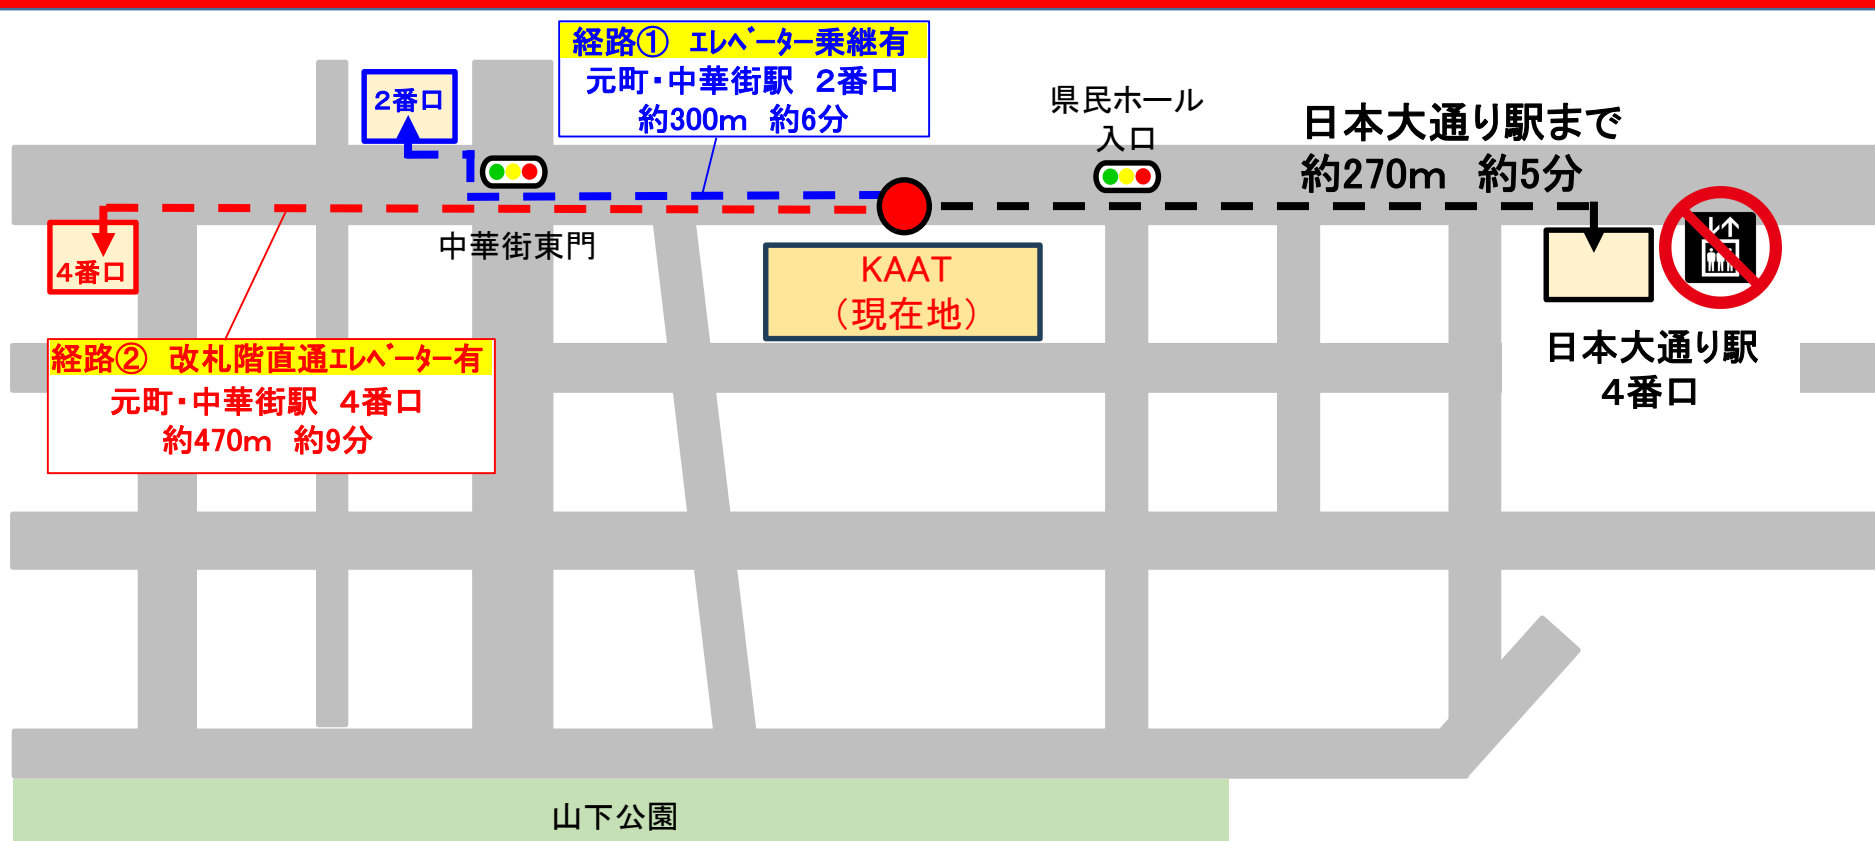 経路① エレベーター乗継有
元町・中華街駅 2番口
約300m 約6分
2番口
県民ホール
入口
日本大通り駅まで
約270m 約5分
4番口
中華街東門
KAAT
(現在地)
経路② 改札階直通エレベーター有
元町・中華街駅 4番口
約470m 約9分
日本大通り駅
4番口
山下公園